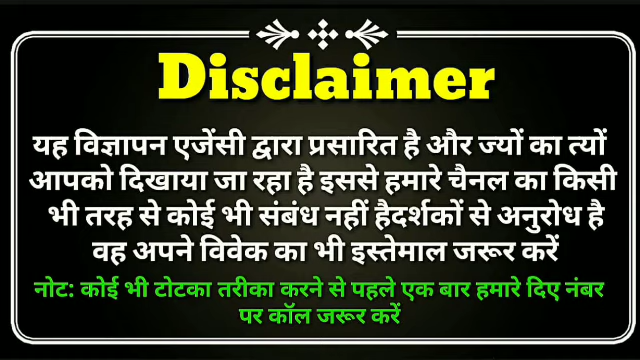 Disclaimer
यह विज्ञापन एजेंसी द्वारा प्रसारित है और ज्यों का त्यों
आपको दिखाया जा रहा है इससे हमारे चैनल का किसी
भी तरह से कोई भी संबंध नहीं हैदर्शकों से अनुरोध है
वह अपने विवेक का भी इस्तेमाल जरूर करें
नोट: कोई भी टोटका तरीका करने से पहले एक बार हमारे दिए नंबर
पर कॉल जरूर करें